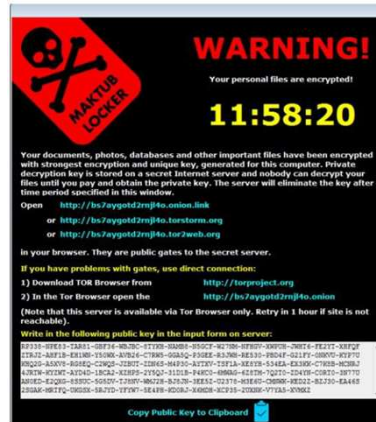 MAKTUB
LOCKER
WARNING!
Your personal files are encrypted!
11:58:20
Your documents, photos, databases and other important files have been encrypted
with strongest encryption and unique key, generated for this computer. Private
decryption key is stored on a secret Internet server and nobody can decrypt your
files until you pay and obtain the private key. The server will eliminate the key after
time period specified in this window.
Open http://bs7aygotd2rnjl4o.onion.link
or http://bs7aygotd2rnjl4o.torstorm.org
or http://bs7aygotd2rnjl4o.tor2web.org
in your browser. They are public gates to the secret server.
If you have problems with gates, use direct connection:
1) Download TOR Browser from http://torproject.org
2) In the Tor Browser open the http://bs7aygotd2rnjl4o.onion
(Note that this server is available via Tor Browser only. Retry in 1 hour if site is not
reachable).
Write in the following public key in the input form on server:
Copy Public Key to Clipboard